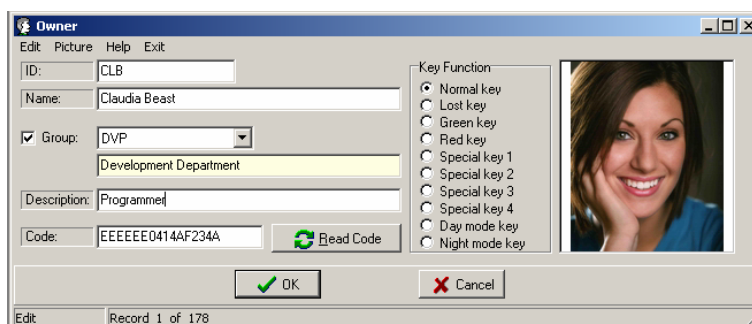 Owner
Edit Picture Help Exit
ID: CLB
Name: Claudia Beast
Group: DVP
Development Department
Description: Programmer
Code: EEEEEE0414AF234A Read Code
Key Function
Normal key
Lost key
Green key
Red key
Special key 1
Special key 2
Special key 3
Special key 4
Day mode key
Night mode key
OK Cancel
Edit Record 1 of 178